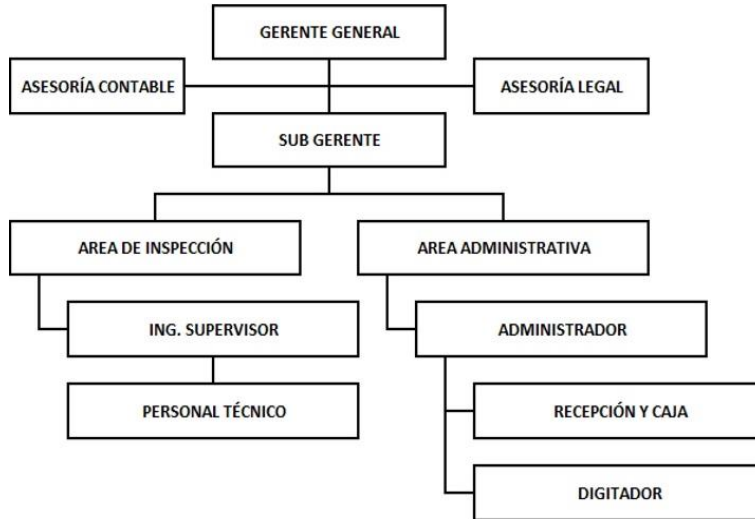 GERENTE GENERAL
ASESORÍA CONTABLE
ASESORÍA LEGAL
SUB GERENTE
AREA DE INSPECCIÓN
AREA ADMINISTRATIVA
ING. SUPERVISOR
ADMINISTRADOR
PERSONAL TÉCNICO
RECEPCIÓN Y CAJA
DIGITADOR